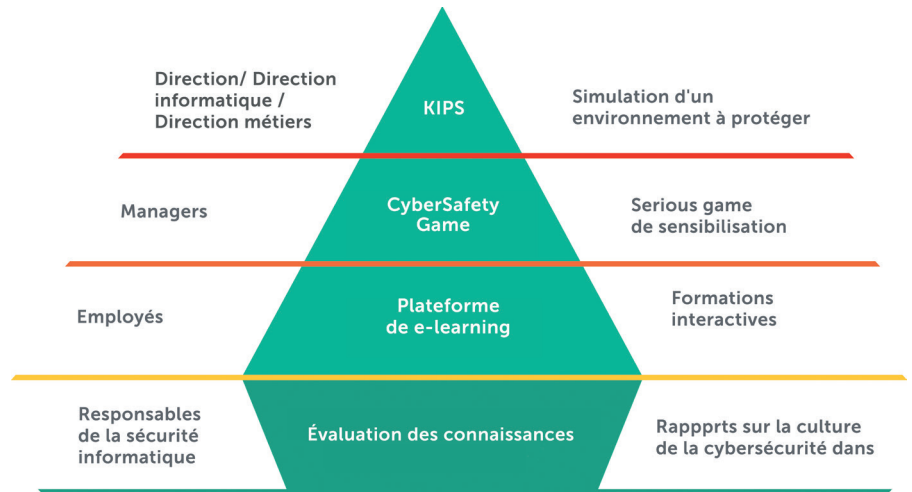 Direction/ Direction
informatique /
Direction métiers
KIPS
Simulation d'un
environnement à protéger
Managers
CyberSafety
Game
Serious game
de sensibilisation
Employés
Plateforme
de e-learning
Formations
interactives
Responsables
de la sécurité
informatique
Évaluation des connaissances
Rappprts sur la culture
de la cybersécurité dans